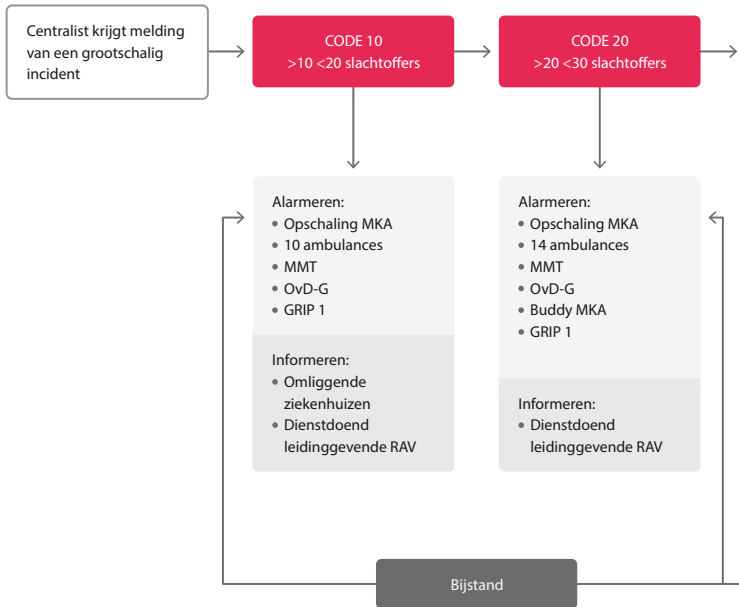 Centralist krijgt melding
van een grootschalig
incident
CODE 10
>10 <20 slachtoffers
CODE 20
>20 <30 slachtoffers
Alarmeren:
• Opschaling MKA
• 10 ambulances
• MMT
• OvD-G
• GRIP 1
Informeren:
• Omliggende
ziekenhuizen
• Dienstdoend
leidinggevende RAV
Alarmeren:
• Opschaling MKA
• 14 ambulances
• MMT
• OvD-G
• Buddy MKA
• GRIP 1
Informeren:
• Dienstdoend
leidinggevende RAV
Bijstand